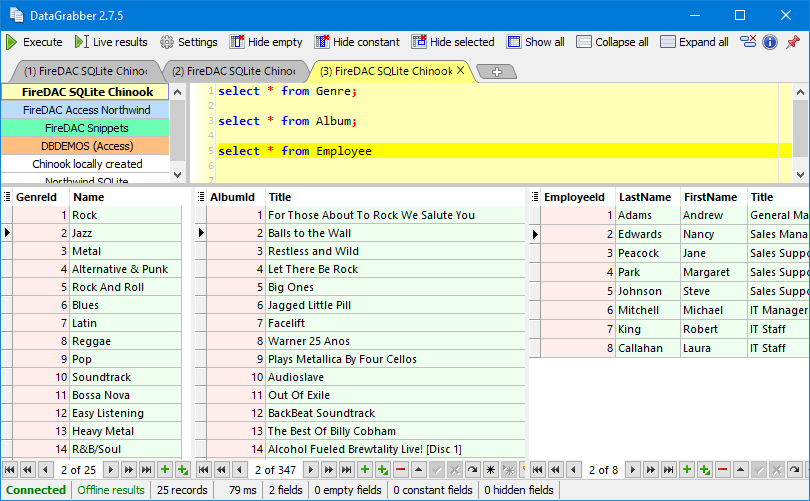 DataGrabber 2.7.5
Execute Live results Settings Hide empty Hide constant Hide selected Show all Collapse all Expand all
(1) FireDAC SQLite Chino (2) FireDAC SQLite Chino (3) FireDAC SQLite Chinook
FireDAC SQLite Chinook
FireDAC Access Northwind
FireDAC Snippets
DBDEMOS (Access)
Chinook locally created
Northwind SQLite
1 select * from Genre;
2
3 select * from Album;
4
5 select * from Employee
6
7
GenreId Name
1 Rock
2 Jazz
3 Metal
4 Alternative & Punk
5 Rock And Roll
6 Blues
7 Latin
8 Reggae
9 Pop
10 Soundtrack
11 Bossa Nova
12 Easy Listening
13 Heavy Metal
14 R&B/Soul
2 of 25
AlbumId Title
1 For Those About To Rock We Salute You
2 Balls to the Wall
3 Restless and Wild
4 Let There Be Rock
5 Big Ones
6 Jagged Little Pill
7 Facelift
8 Warner 25 Anos
9 Plays Metallica By Four Cellos
10 Audioslave
11 Out Of Exile
12 BackBeat Soundtrack
13 The Best Of Billy Cobham
14 Alcohol Fueled Brewtality Live! [Disc 1]
2 of 347
EmployeeId LastName FirstName Title
1 Adams Andrew General Ma
2 Edwards Nancy Sales Mana
3 Peacock Jane Sales Suppo
4 Park Margaret Sales Suppo
5 Johnson Steve Sales Suppo
6 Mitchell Michael IT Manager
7 King Robert IT Staff
8 Callahan Laura IT Staff
2 of 8
Connected Offline results 25 records 79 ms 2 fields 0 empty fields 0 constant fields 0 hidden fields